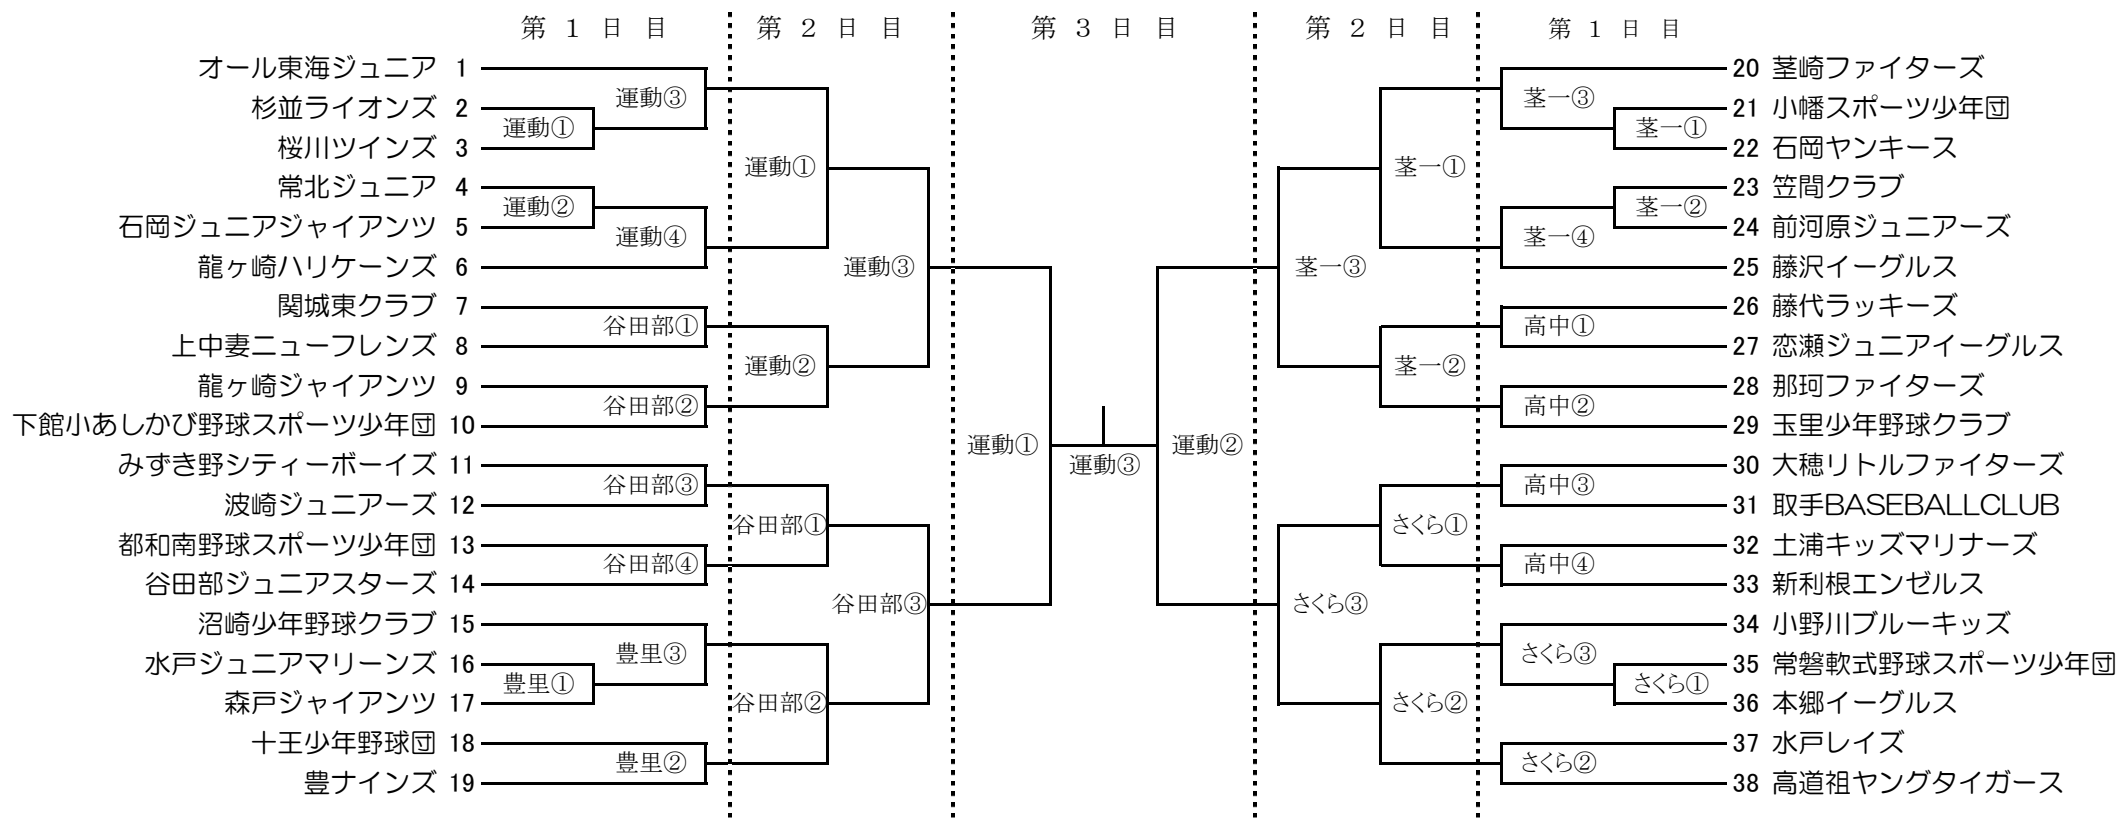 第 1 日 目 第 2 日 目 第 3 日 目 第 2 日 目 第 1 日 目
オール東海ジュニア 1
杉並ライオンズ 2
桜川ツインズ 3
常北ジュニア 4
石岡ジュニアジャイアンツ 5
龍ヶ崎ハリケーンズ 6
関城東クラブ 7
上中妻ニューフレンズ 8
龍ヶ崎ジャイアンツ 9
下館小あしかび野球スポーツ少年団 10
みずき野シティーボーイズ 11
波崎ジュニアーズ 12
都和南野球スポーツ少年団 13
谷田部ジュニアスターズ 14
沼崎少年野球クラブ 15
水戸ジュニアマリーンズ 16
森戸ジャイアンツ 17
十王少年野球団 18
豊ナインズ 19
運動①
運動②
豊里①
運動③
運動④
谷田部①
谷田部②
谷田部③
谷田部④
豊里③
豊里②
運動①
運動②
谷田部①
谷田部②
運動③
谷田部③
運動①
運動③
運動②
茎一③
さくら③
茎一①
茎一②
さくら①
さくら②
茎一③
茎一④
高中①
高中②
高中③
高中④
さくら③
さくら②
茎一①
茎一②
さくら①
20 茎崎ファイターズ
21 小幡スポーツ少年団
22 石岡ヤンキース
23 笠間クラブ
24 前河原ジュニアーズ
25 藤沢イーグルス
26 藤代ラッキーズ
27 恋瀬ジュニアイーグルス
28 那珂ファイターズ
29 玉里少年野球クラブ
30 大穂リトルファイターズ
31 取手BASEBALLCLUB
32 土浦キッズマリナーズ
33 新利根エンゼルス
34 小野川ブルーキッズ
35 常磐軟式野球スポーツ少年団
36 本郷イーグルス
37 水戸レイズ
38 高道祖ヤングタイガース